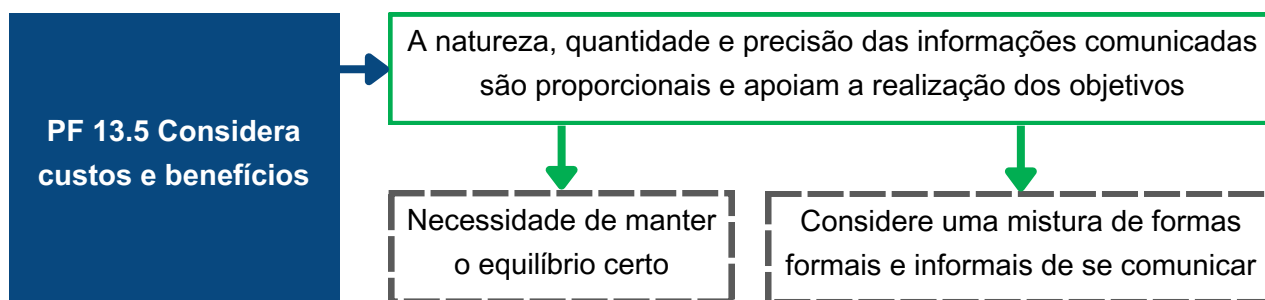 PF 13.5 Considera
custos e benefícios
A natureza, quantidade e precisão das informações comunicadas
são proporcionais e apoiam a realização dos objetivos
Necessidade de manter
o equilíbrio certo
Considere uma mistura de formas
formais e informais de se comunicar